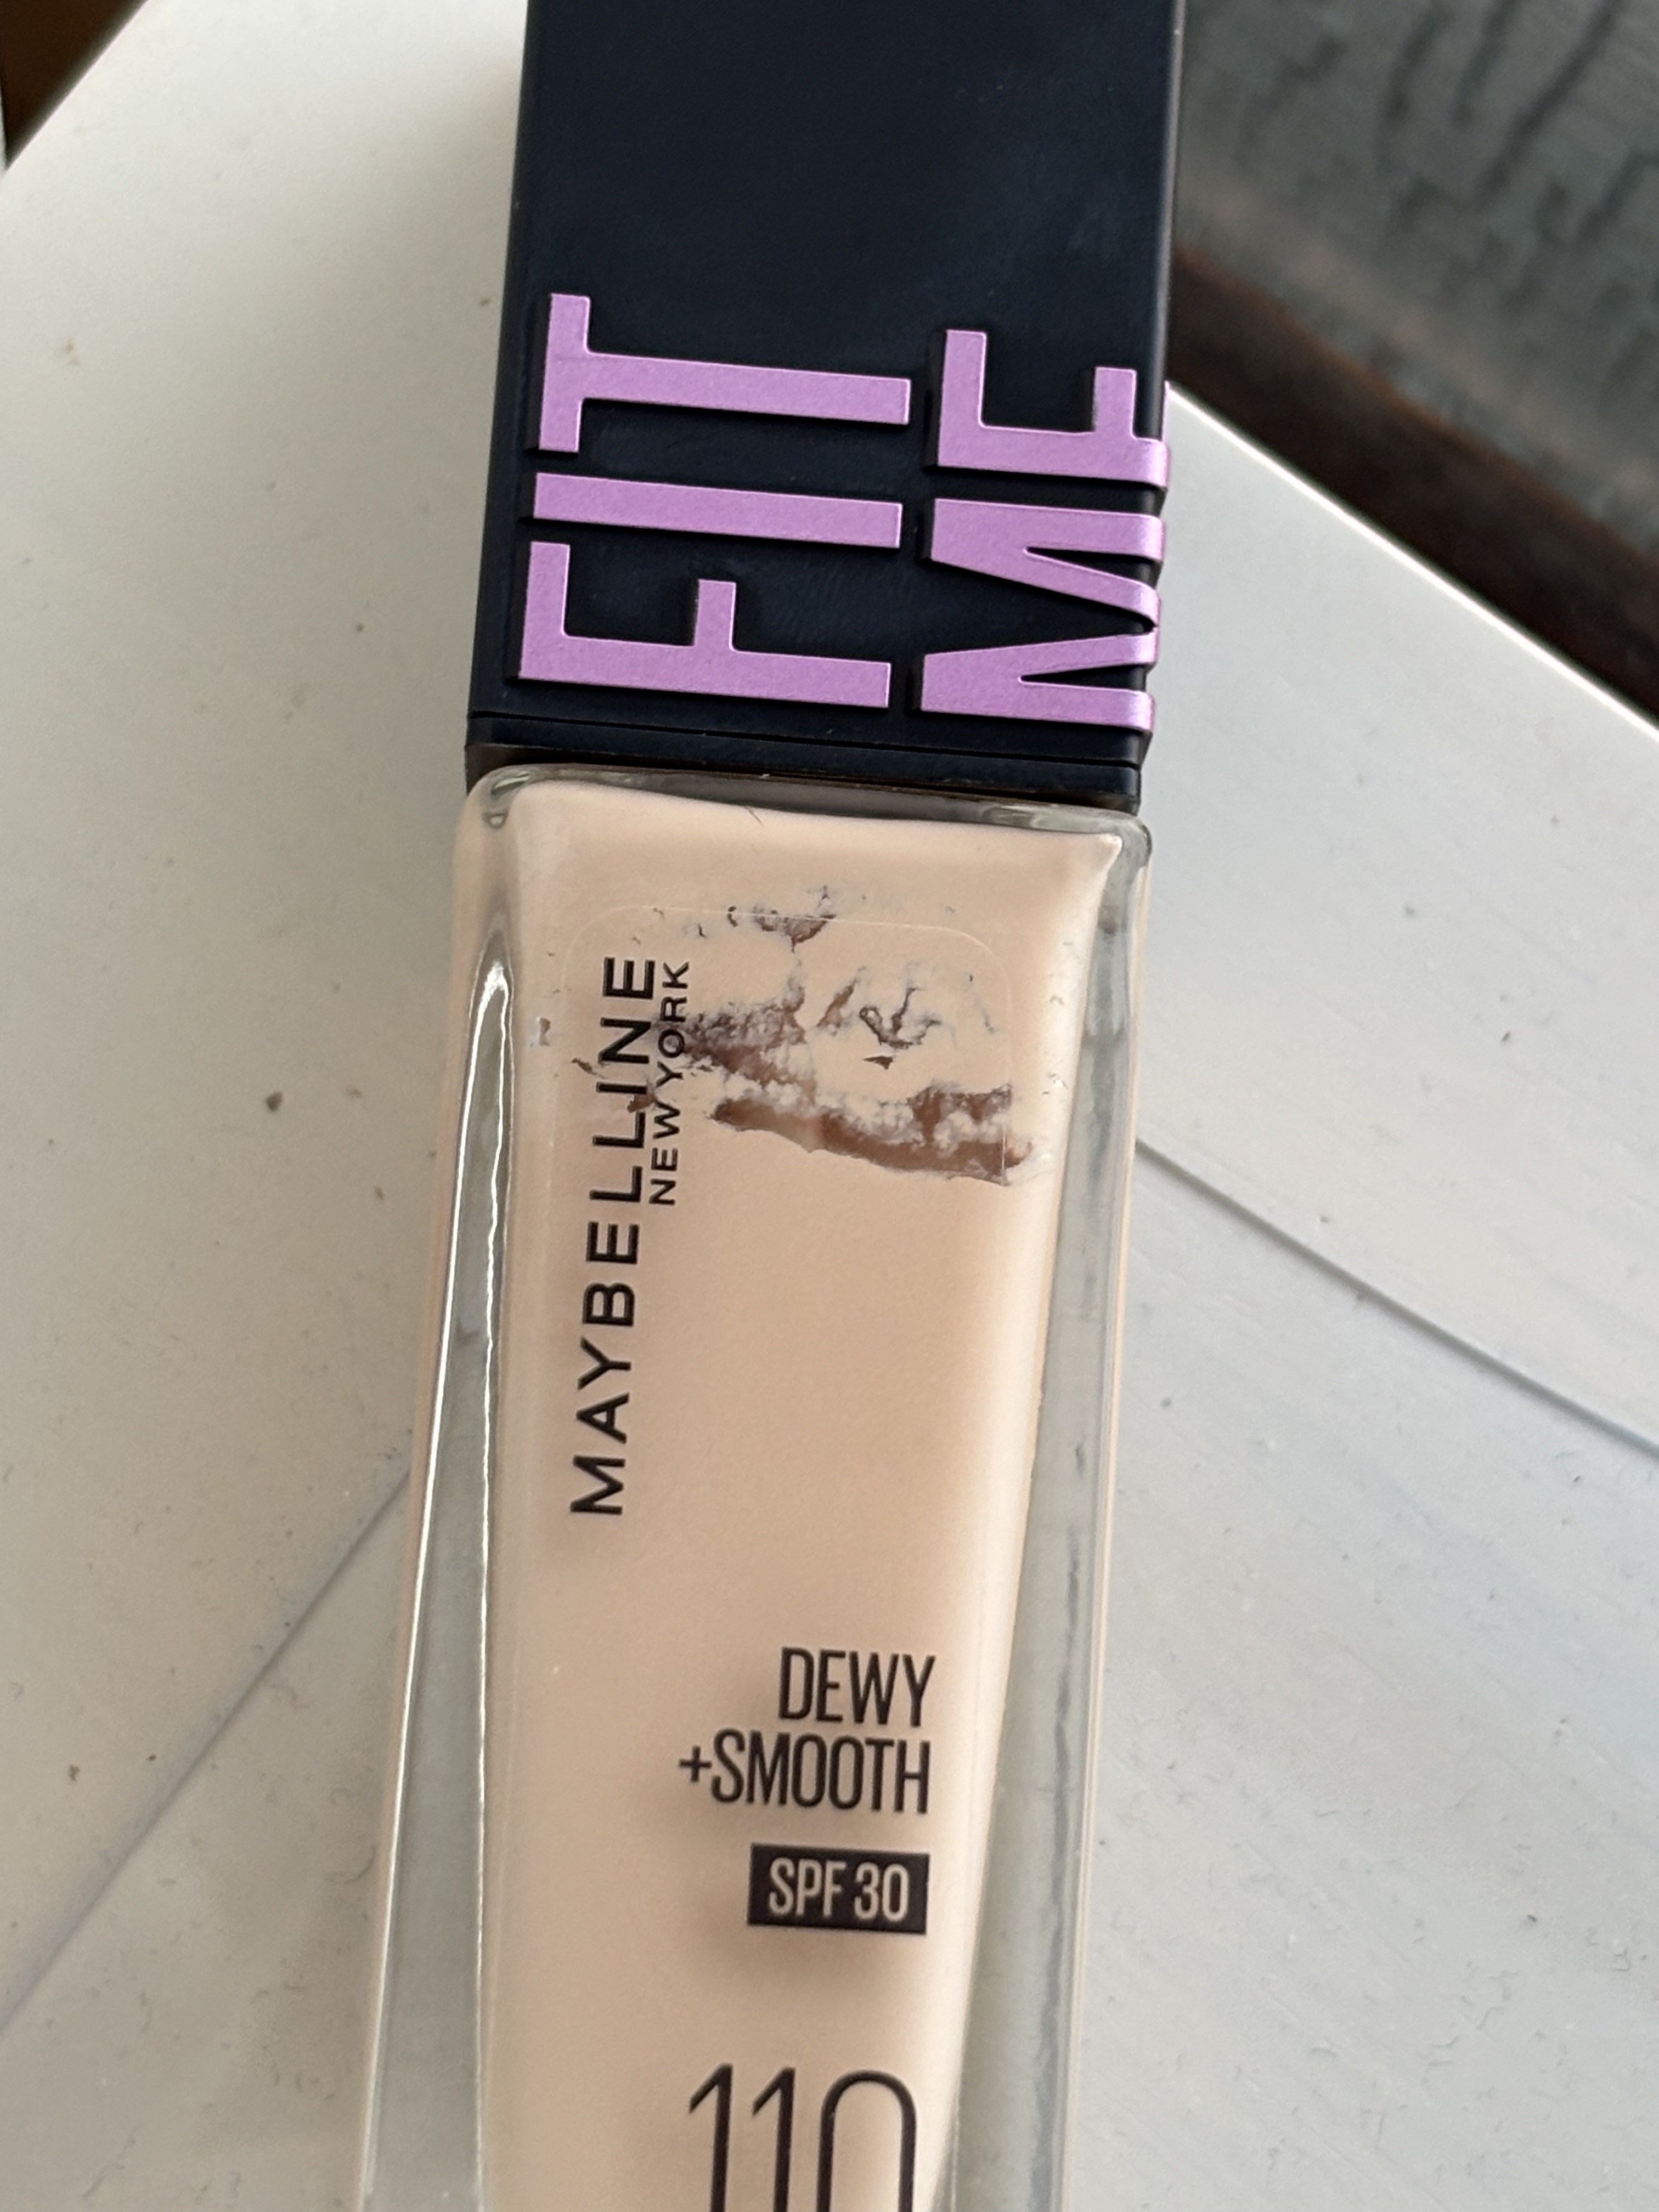 FIT
ME
MAYBELLINE
NEW YORK
DEWY
+SMOOTH
SPF 30
110